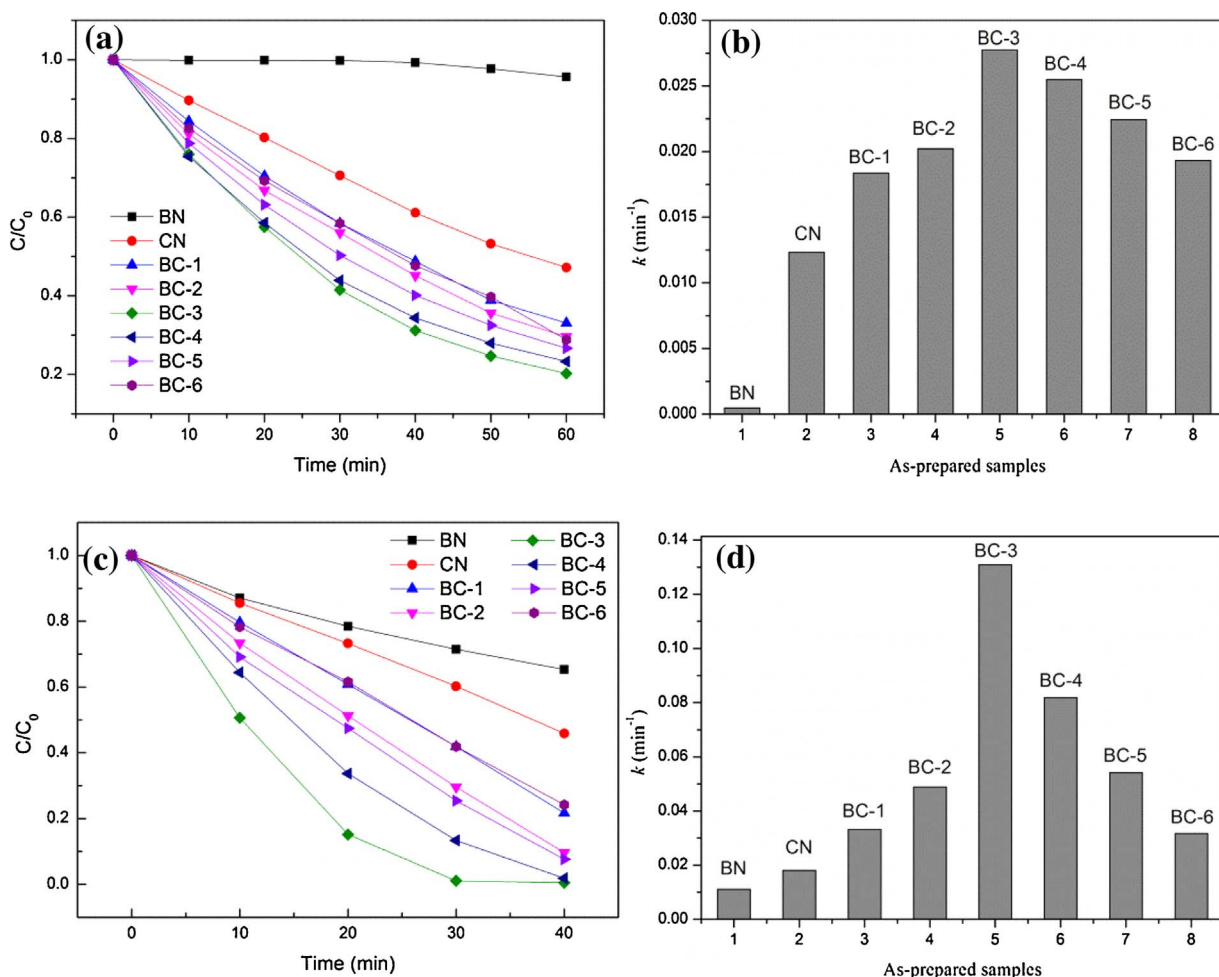 (a)
1.0
0.8
0.6
0.4
0.2
C/C0
BN
CN
BC-1
BC-2
BC-3
BC-4
BC-5
BC-6
0 10 20 30 40 50 60
Time (min)
(b)
0.030
0.025
0.020
0.015
0.010
0.005
0.000
k (min-1)
BN
CN
BC-1
BC-2
BC-3
BC-4
BC-5
BC-6
1 2 3 4 5 6 7 8
As-prepared samples
(c)
1.0
0.8
0.6
0.4
0.2
0.0
C/C0
BN BC-3
CN BC-4
BC-1 BC-5
BC-2 BC-6
0 10 20 30 40
Time (min)
(d)
0.14
0.12
0.10
0.08
0.06
0.04
0.02
0.00
k (min-1)
BN
CN
BC-1
BC-2
BC-3
BC-4
BC-5
BC-6
1 2 3 4 5 6 7 8
As-prepared samples